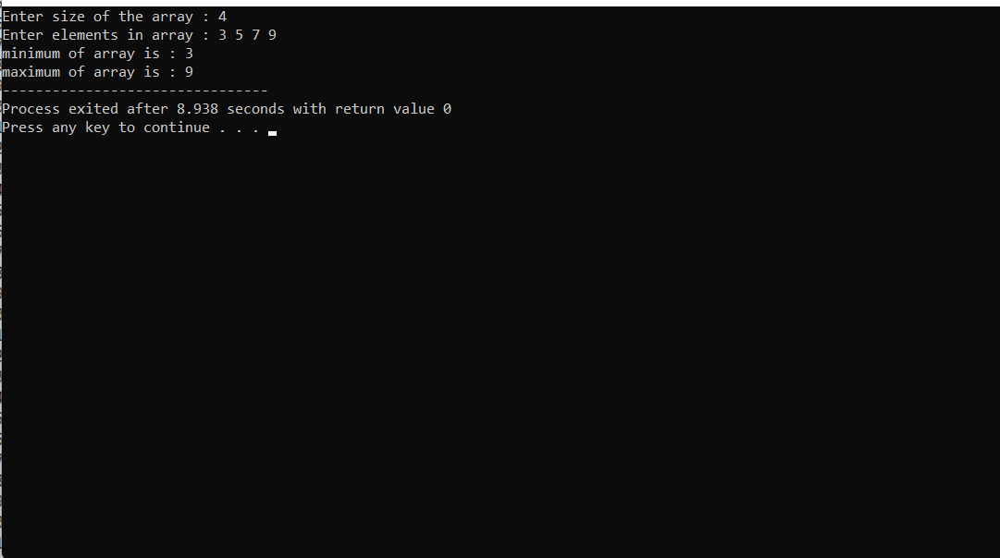 Enter size of the array : 4
Enter elements in array : 3 5 7 9
minimum of array is : 3
maximum of array is : 9
--------------------------------
Process exited after 8.938 seconds with return value 0
Press any key to continue . . .